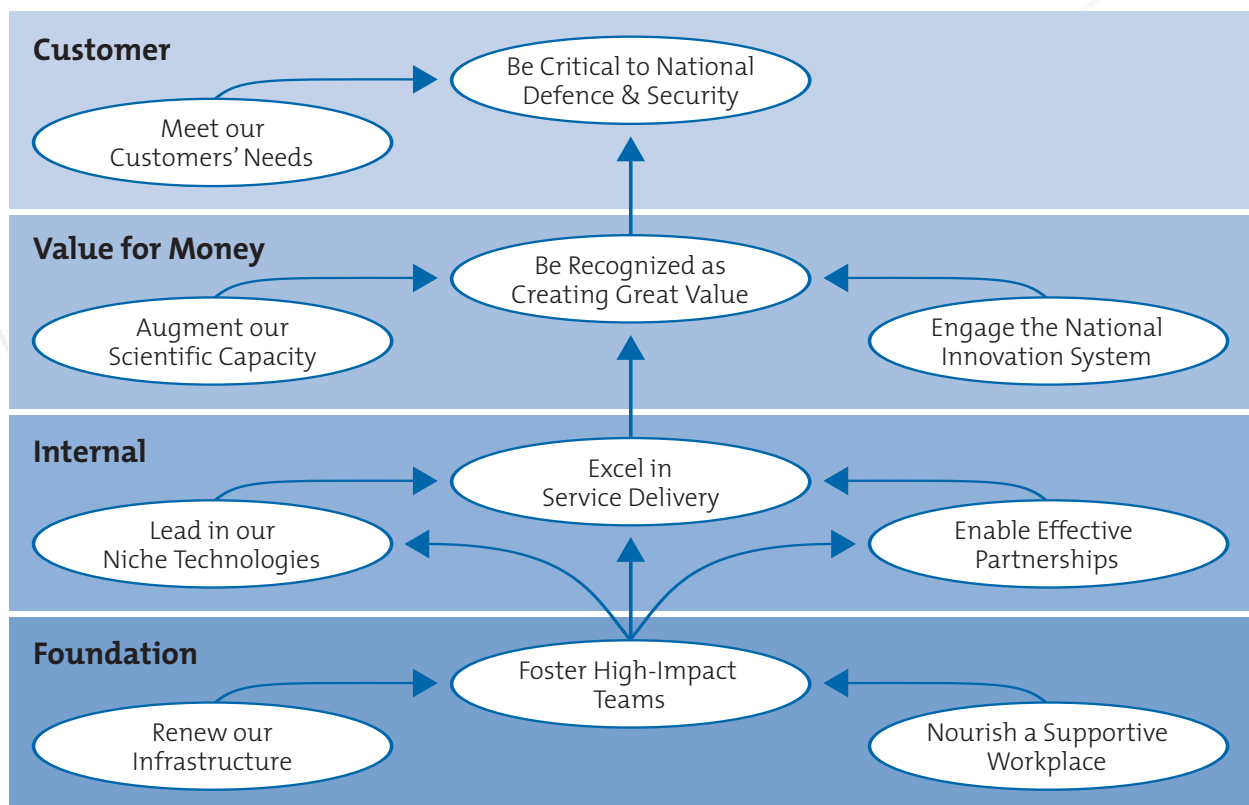 Customer
Be Critical to National
Defence & Security
Meet our
Customers’ Needs
Value for Money
Be Recognized as
Creating Great Value
Augment our
Scientific Capacity
Engage the National
Innovation System
Internal
Excel in
Service Delivery
Lead in our
Niche Technologies
Enable Effective
Partnerships
Foundation
Foster High-Impact
Teams
Renew our
Infrastructure
Nourish a Supportive
Workplace